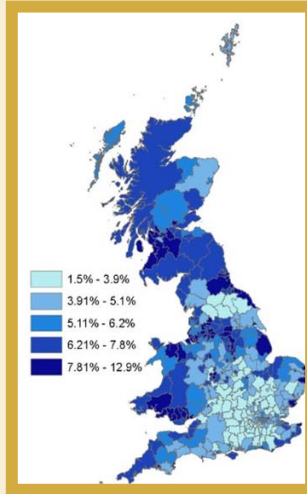 1.5% - 3.9%
3.91% - 5.1%
5.11% - 6.2%
6.21% - 7.8%
7.81% - 12.9%